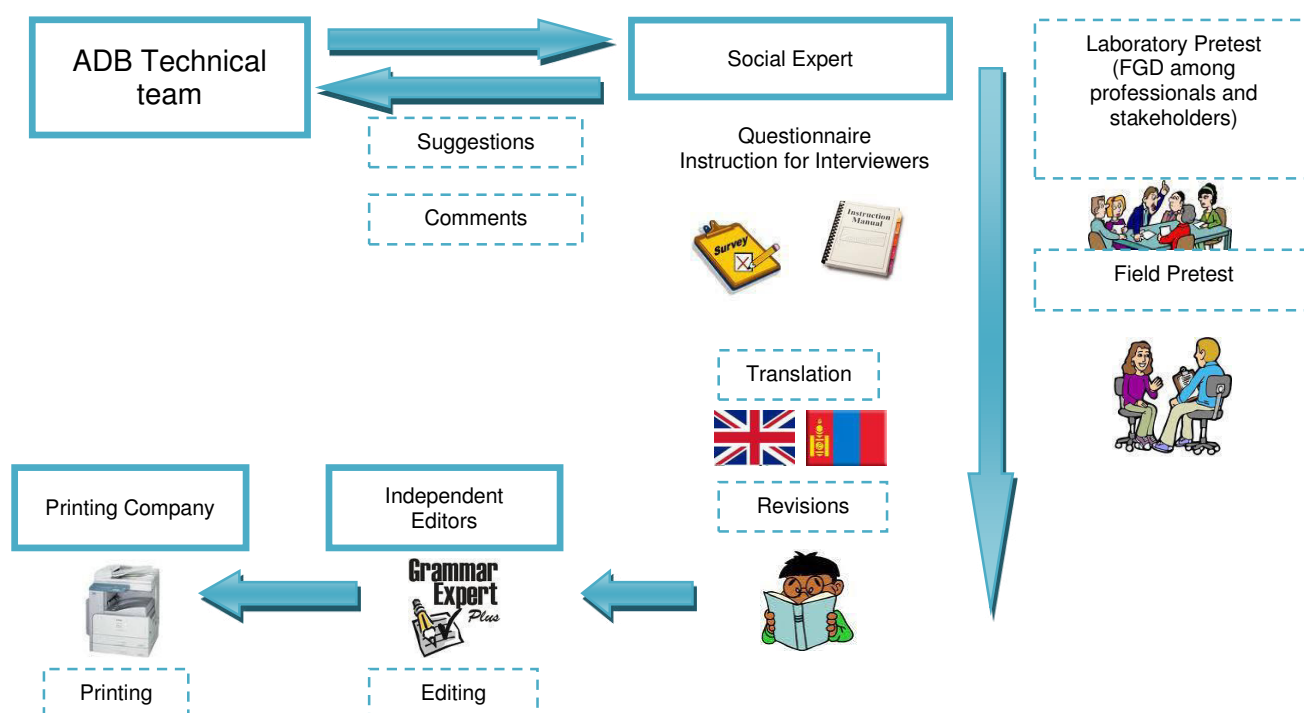 ADB Technical
team
Social Expert
Laboratory Pretest
(FGD among
professionals and
stakeholders)
Suggestions
Comments
Questionnaire
Instruction for Interviewers
Survey
Instruction
Manual
Field Pretest
Translation
Revisions
Printing Company
Independent
Editors
Grammar
Expert
Plus
Printing
Editing